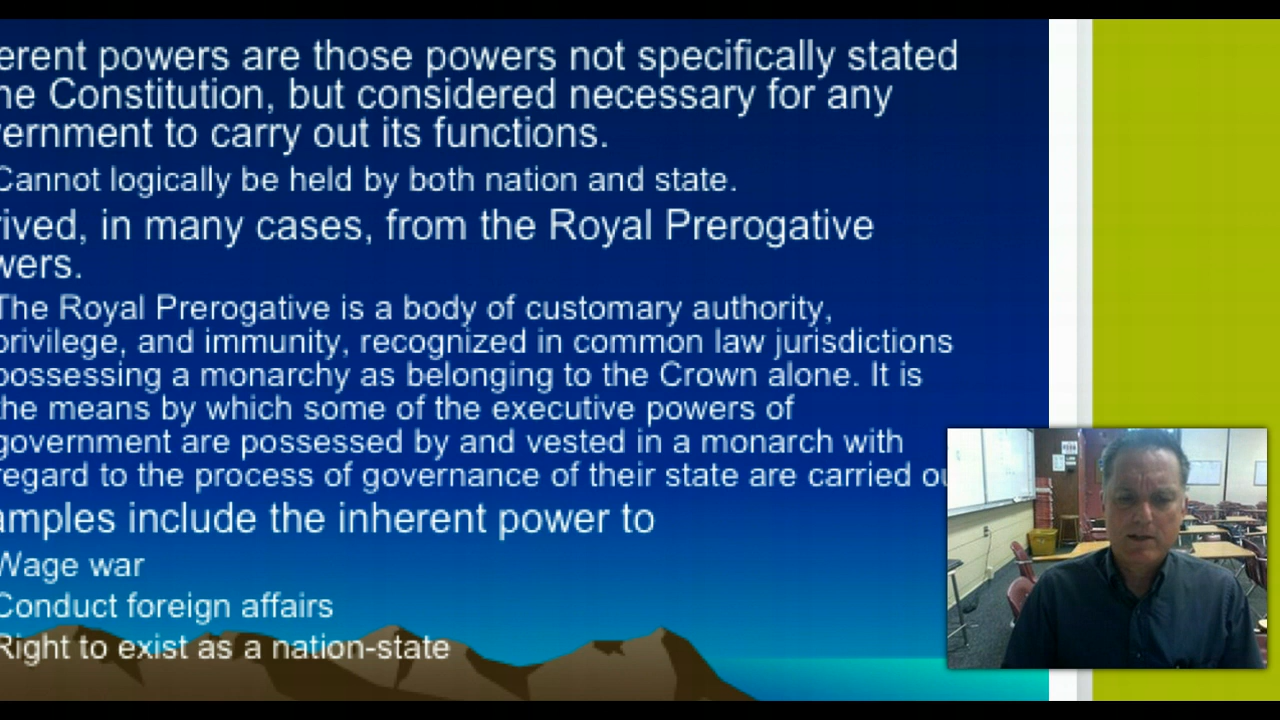 erent powers are those powers not specifically stated
he Constitution, but considered necessary for any
ernment to carry out its functions.
Cannot logically be held by both nation and state.
rived, in many cases, from the Royal Prerogative
wers.
The Royal Prerogative is a body of customary authority,
privilege, and immunity, recognized in common law jurisdictions
possessing a monarchy as belonging to the Crown alone. It is
the means by which some of the executive powers of
government are possessed by and vested in a monarch with
regard to the process of governance of their state are carried ou
amples include the inherent power to
Wage war
Conduct foreign affairs
Right to exist as a nation-state